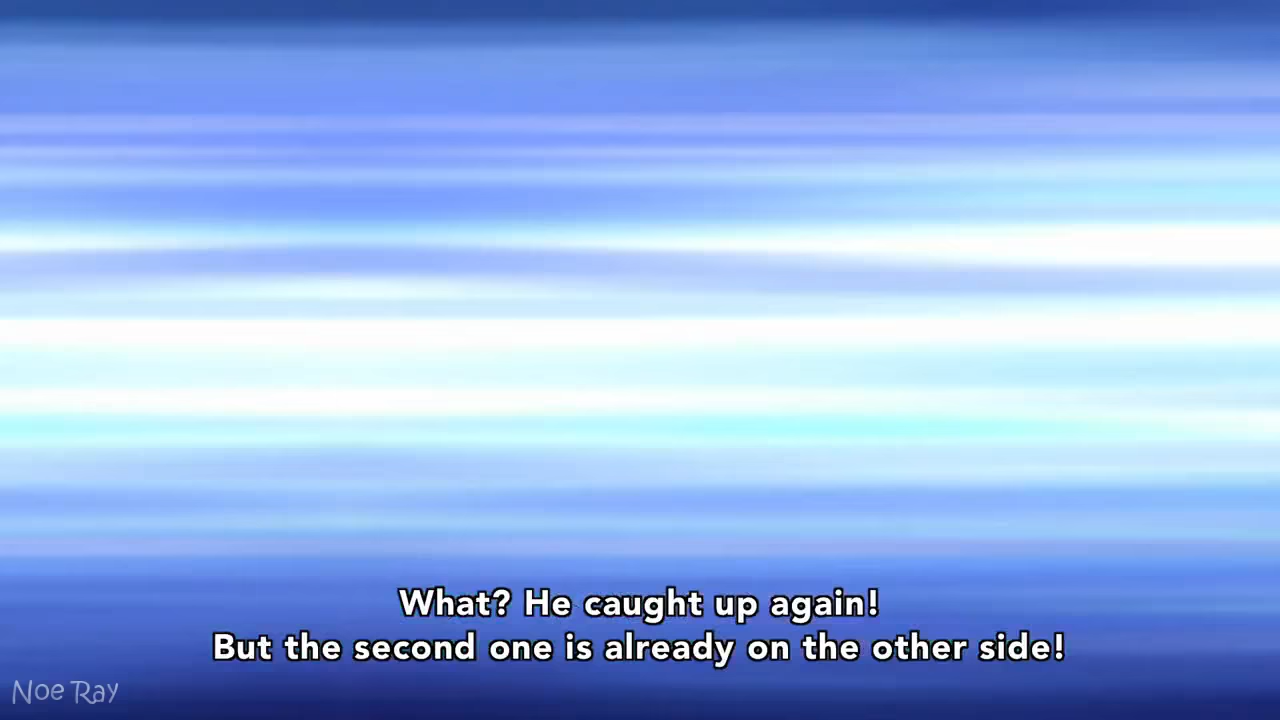 What? He caught up again!
But the second one is already on the other side!
Noe Ray